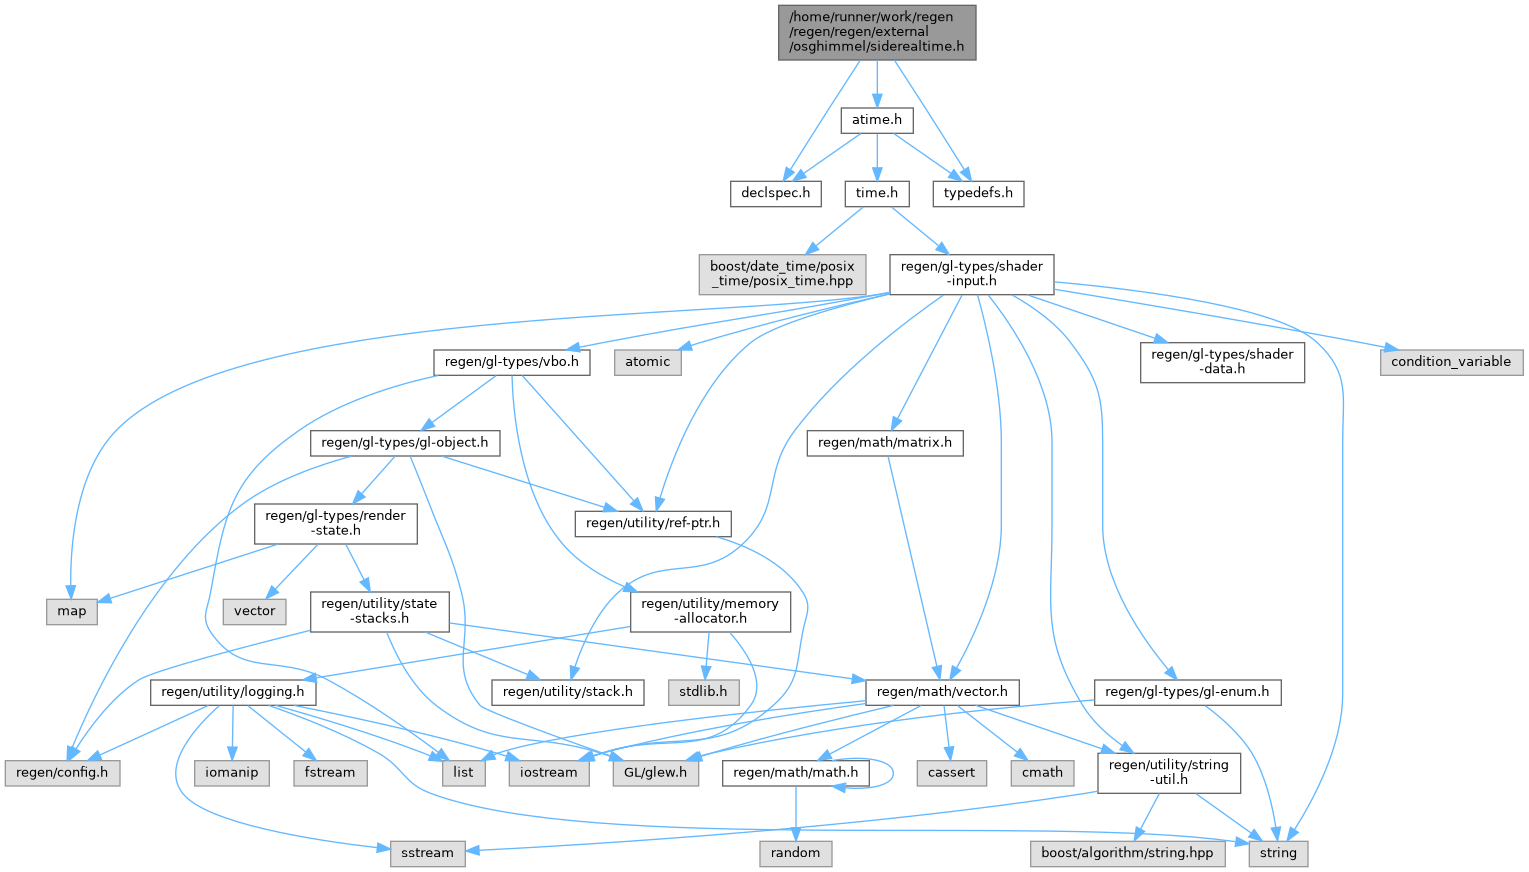 /home/runner/work/regen
/regen/regen/external
/osghimmel/siderealtime.h
atime.h
declspec.h
time.h
typedefs.h
boost/date_time/posix
_time/posix_time.hpp
regen/gl-types/shader
-input.h
regen/gl-types/vbo.h
atomic
regen/gl-types/shader
-data.h
condition_variable
regen/gl-types/gl-object.h
regen/math/matrix.h
regen/gl-types/render
-state.h
regen/utility/ref-ptr.h
map
vector
regen/utility/state
-stacks.h
regen/utility/memory
-allocator.h
regen/utility/logging.h
regen/utility/stack.h
stdlib.h
regen/math/vector.h
regen/gl-types/gl-enum.h
regen/config.h
iomanip
fstream
list
iostream
GL/glew.h
regen/math/math.h
cassert
cmath
regen/utility/string
-util.h
sstream
random
boost/algorithm/string.hpp
string